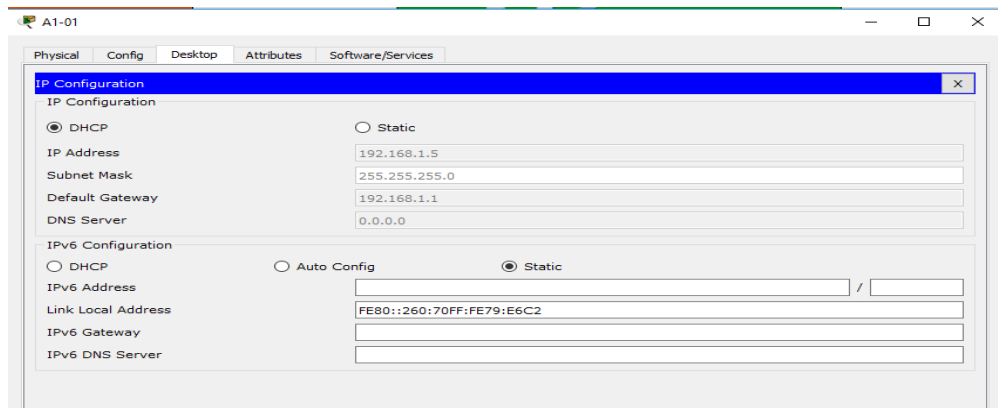 A1-01
Physical Config Desktop Attributes Software/Services
IP Configuration X
IP Configuration
DHCP Static
IP Address 192.168.1.5
Subnet Mask 255.255.255.0
Default Gateway 192.168.1.1
DNS Server 0.0.0.0
IPv6 Configuration
DHCP Auto Config Static
IPv6 Address /
Link Local Address FE80::260:70FF:FE79:E6C2
IPv6 Gateway
IPv6 DNS Server